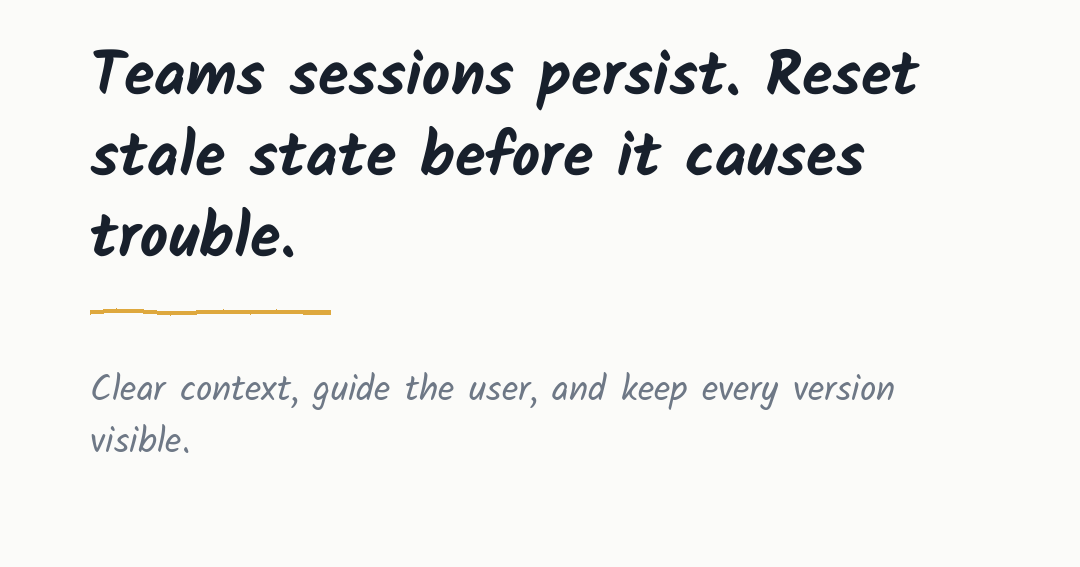 Teams sessions persist. Reset
stale state before it causes
trouble.
Clear context, guide the user, and keep every version
visible.